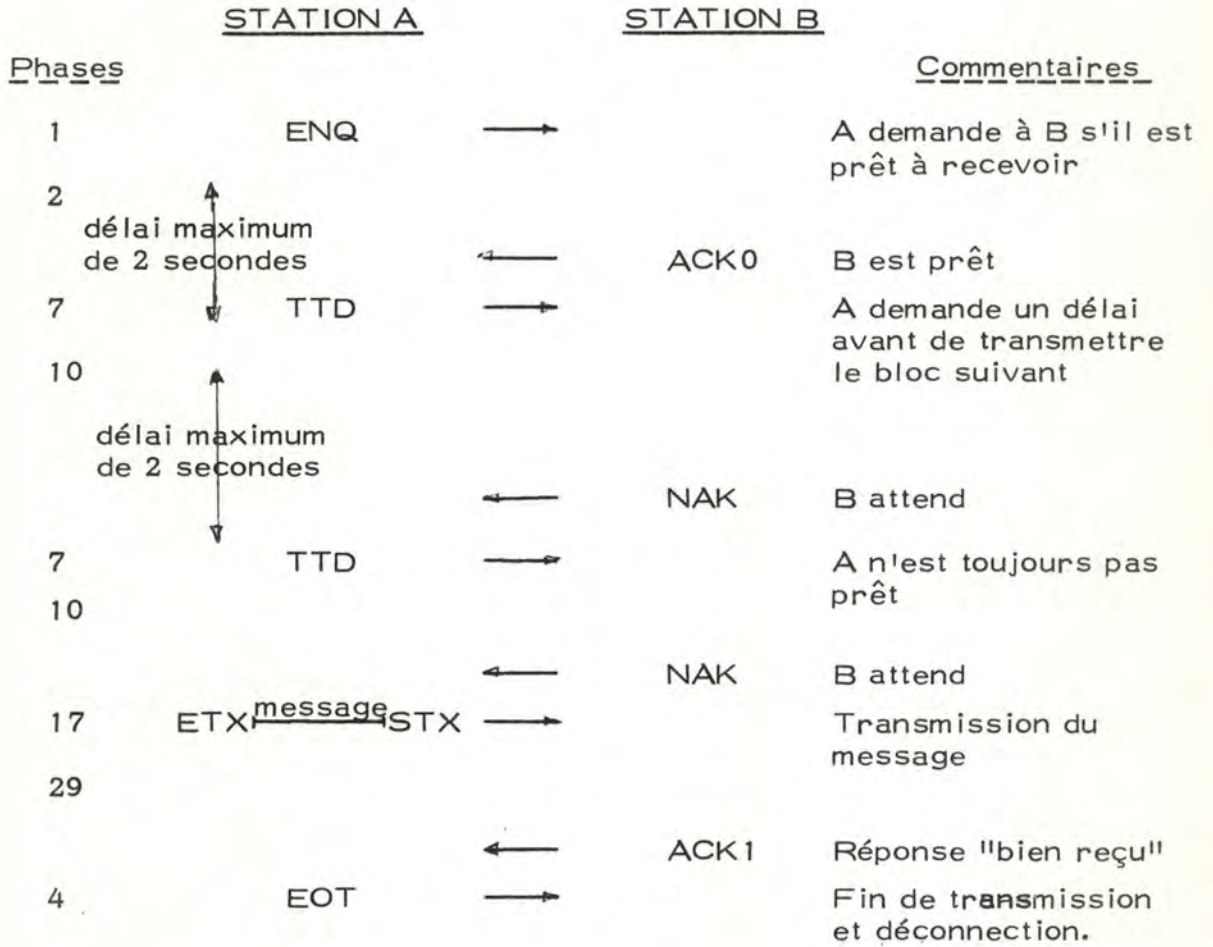 STATION A STATION B
Phases Commentaires
1 ENQ A demande à B s'il est
prêt à recevoir
2
délai maximum
de 2 secondes ACK0 B est prêt
7 TTD A demande un délai
avant de transmettre
10 le bloc suivant
délai maximum
de 2 secondes
NAK B attend
7 TTD A n'est toujours pas
prêt
10
NAK B attend
17 ETX message STX Transmission du
message
29
ACK1 Réponse "bien reçu"
4 EOT Fin de transmission
et déconnection.